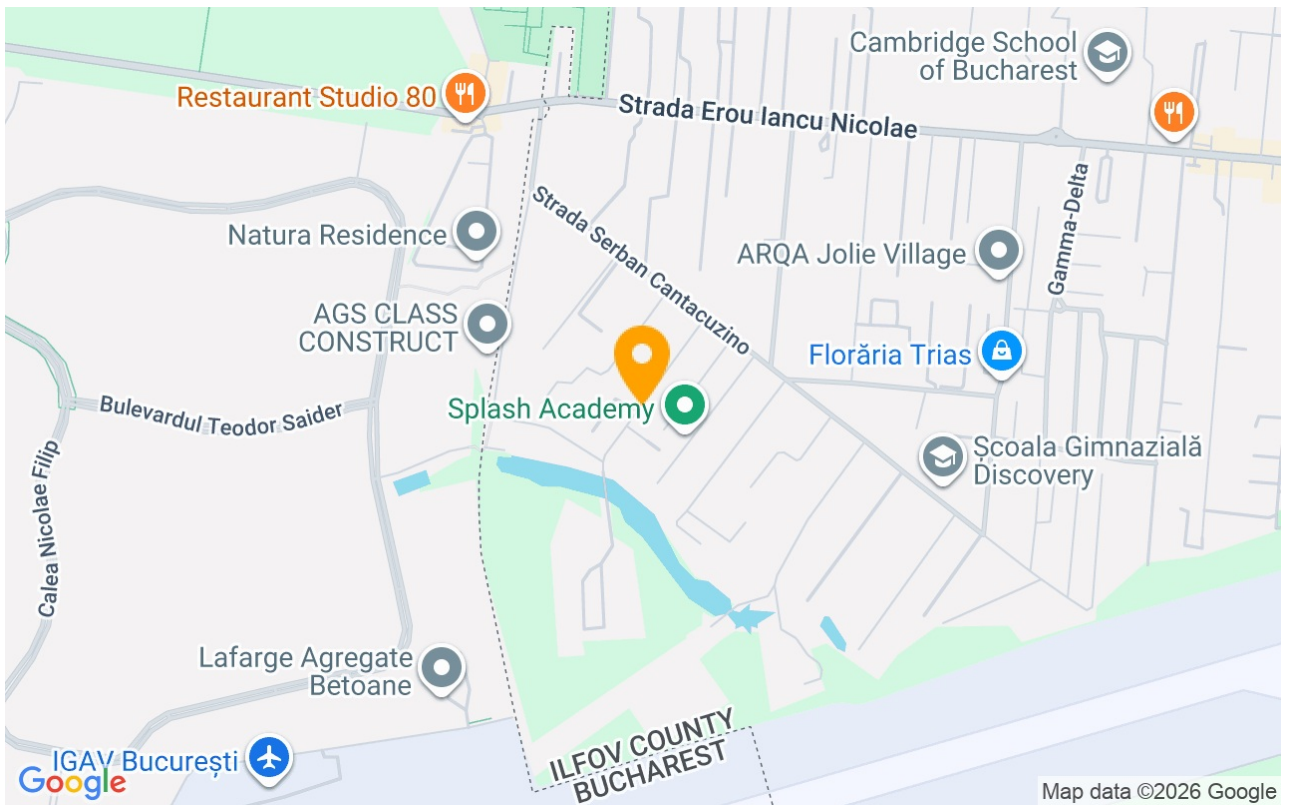 Cambridge School
of Bucharest
Restaurant Studio 80
Strada Erou Iancu Nicolae
Strada Serban Cantacuzino
Gamma-Delta
Natura Residence
ARQA Jolie Village
AGS CLASS
CONSTRUCT
Florăria Trias
Bulevardul Teodor Saider
Splash Academy
Calea Nicolae Filip
Școala Gimnazială
Discovery
Lafarge Agregate
Betoane
ILFOV COUNTY
BUCHAREST
IGAV București
Google
Map data ©2026 Google